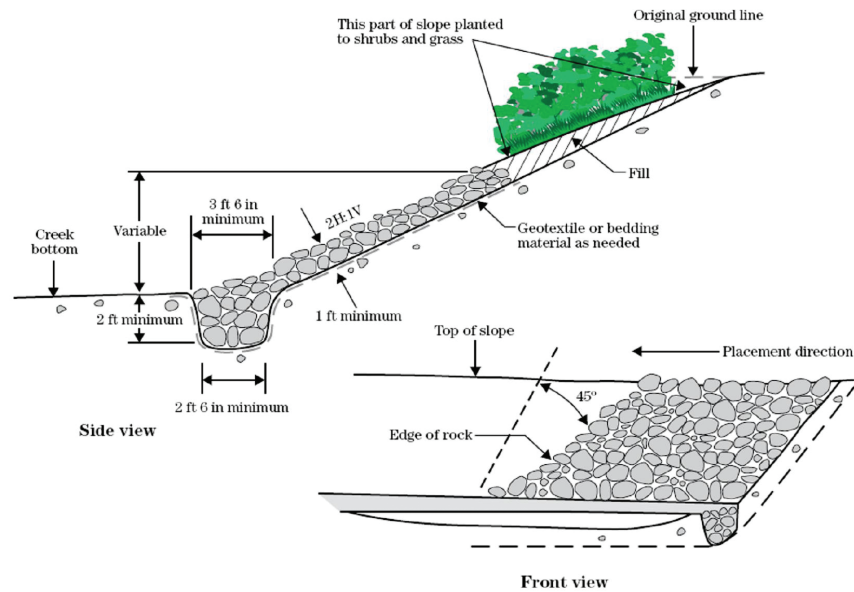 This part of slope planted
to shrubs and grass
Original ground line
Fill
3 ft 6 in
minimum
2H:1V
Variable
Creek
bottom
Geotextile or bedding
material as needed
2 ft minimum
1 ft minimum
2 ft 6 in minimum
Side view
Top of slope
Placement direction
45º
Edge of rock
Front view